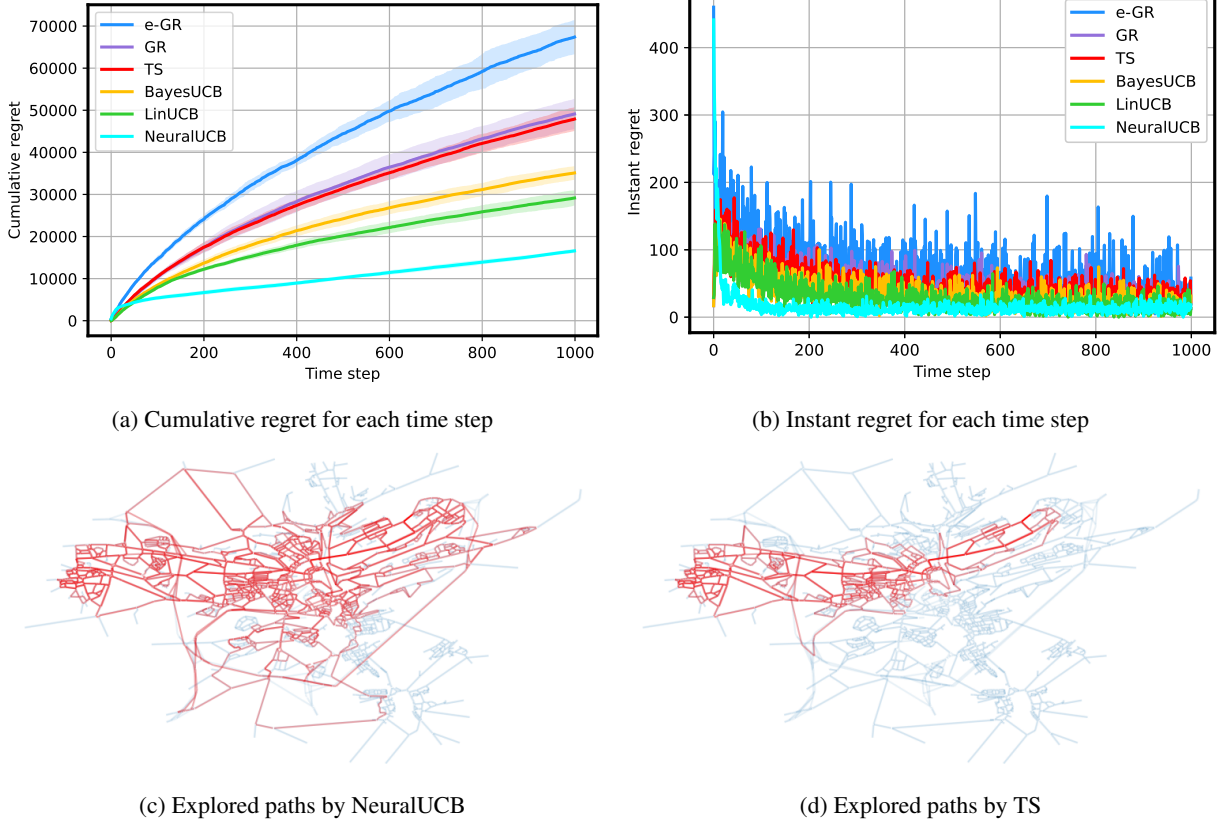 70000
60000
50000
40000
30000
20000
10000
0
Cumulative regret
e-GR
GR
TS
BayesUCB
LinUCB
NeuralUCB
0 200 400 600 800 1000
Time step
400
300
200
100
0
Instant regret
e-GR
GR
TS
BayesUCB
LinUCB
NeuralUCB
0 200 400 600 800 1000
Time step
(a) Cumulative regret for each time step
(b) Instant regret for each time step
(c) Explored paths by NeuralUCB
(d) Explored paths by TS